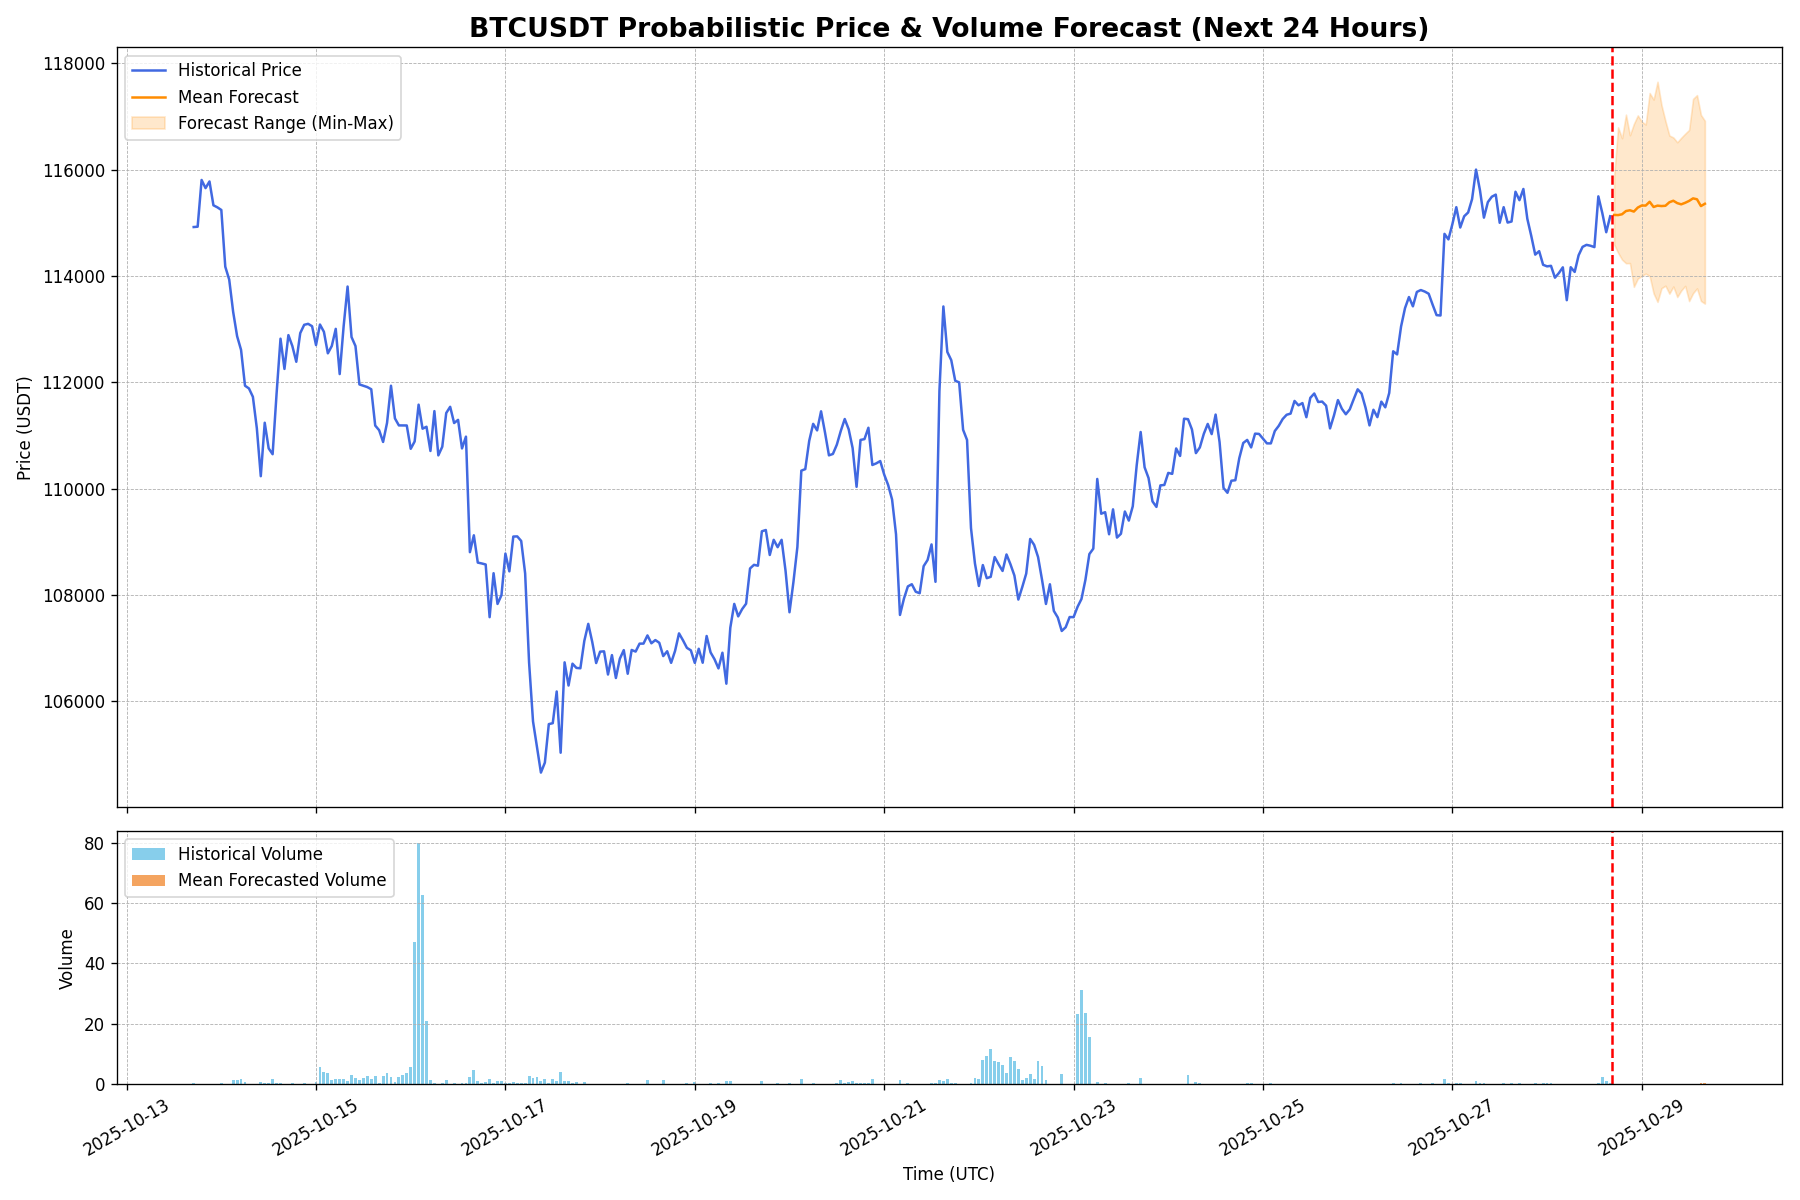 BTCUSDT Probabilistic Price & Volume Forecast (Next 24 Hours)
Historical Price
Mean Forecast
Forecast Range (Min-Max)
Price (USDT)
118000
116000
114000
112000
110000
108000
106000
Historical Volume
Mean Forecasted Volume
Volume
80
60
40
20
0
2025-10-13
2025-10-15
2025-10-17
2025-10-19
2025-10-21
2025-10-23
2025-10-25
2025-10-27
2025-10-29
Time (UTC)